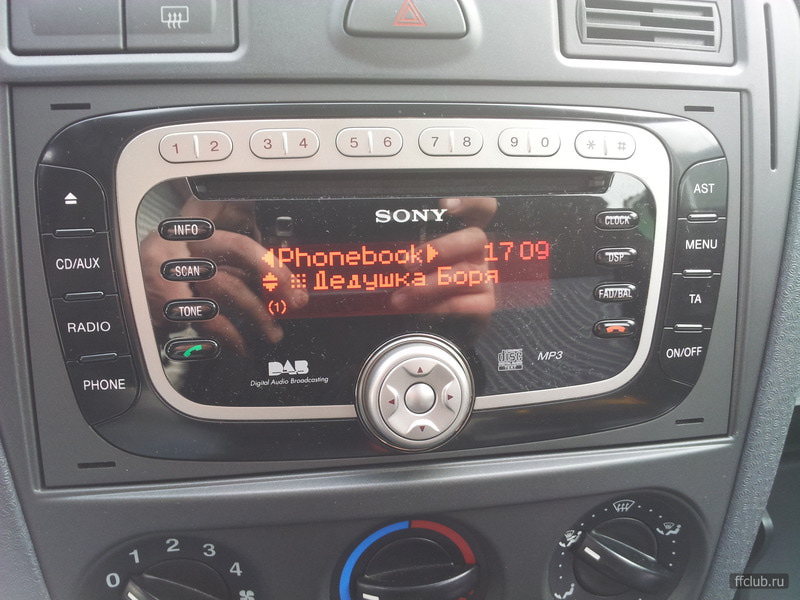 1 2 3 4 5 6 7 8 9 0 * #
SONY
AST
INFO
CLOCK
CD/AUX
SCAN
Phonebook 17 09
DSP
MENU
Дедушка Боря
TONE
(1)
FAD/BAL
TA
RADIO
DAB
Digital Audio Broadcasting
disc
TEXT
MP3
ON/OFF
PHONE
0 1 2 3 4
ffclub.ru